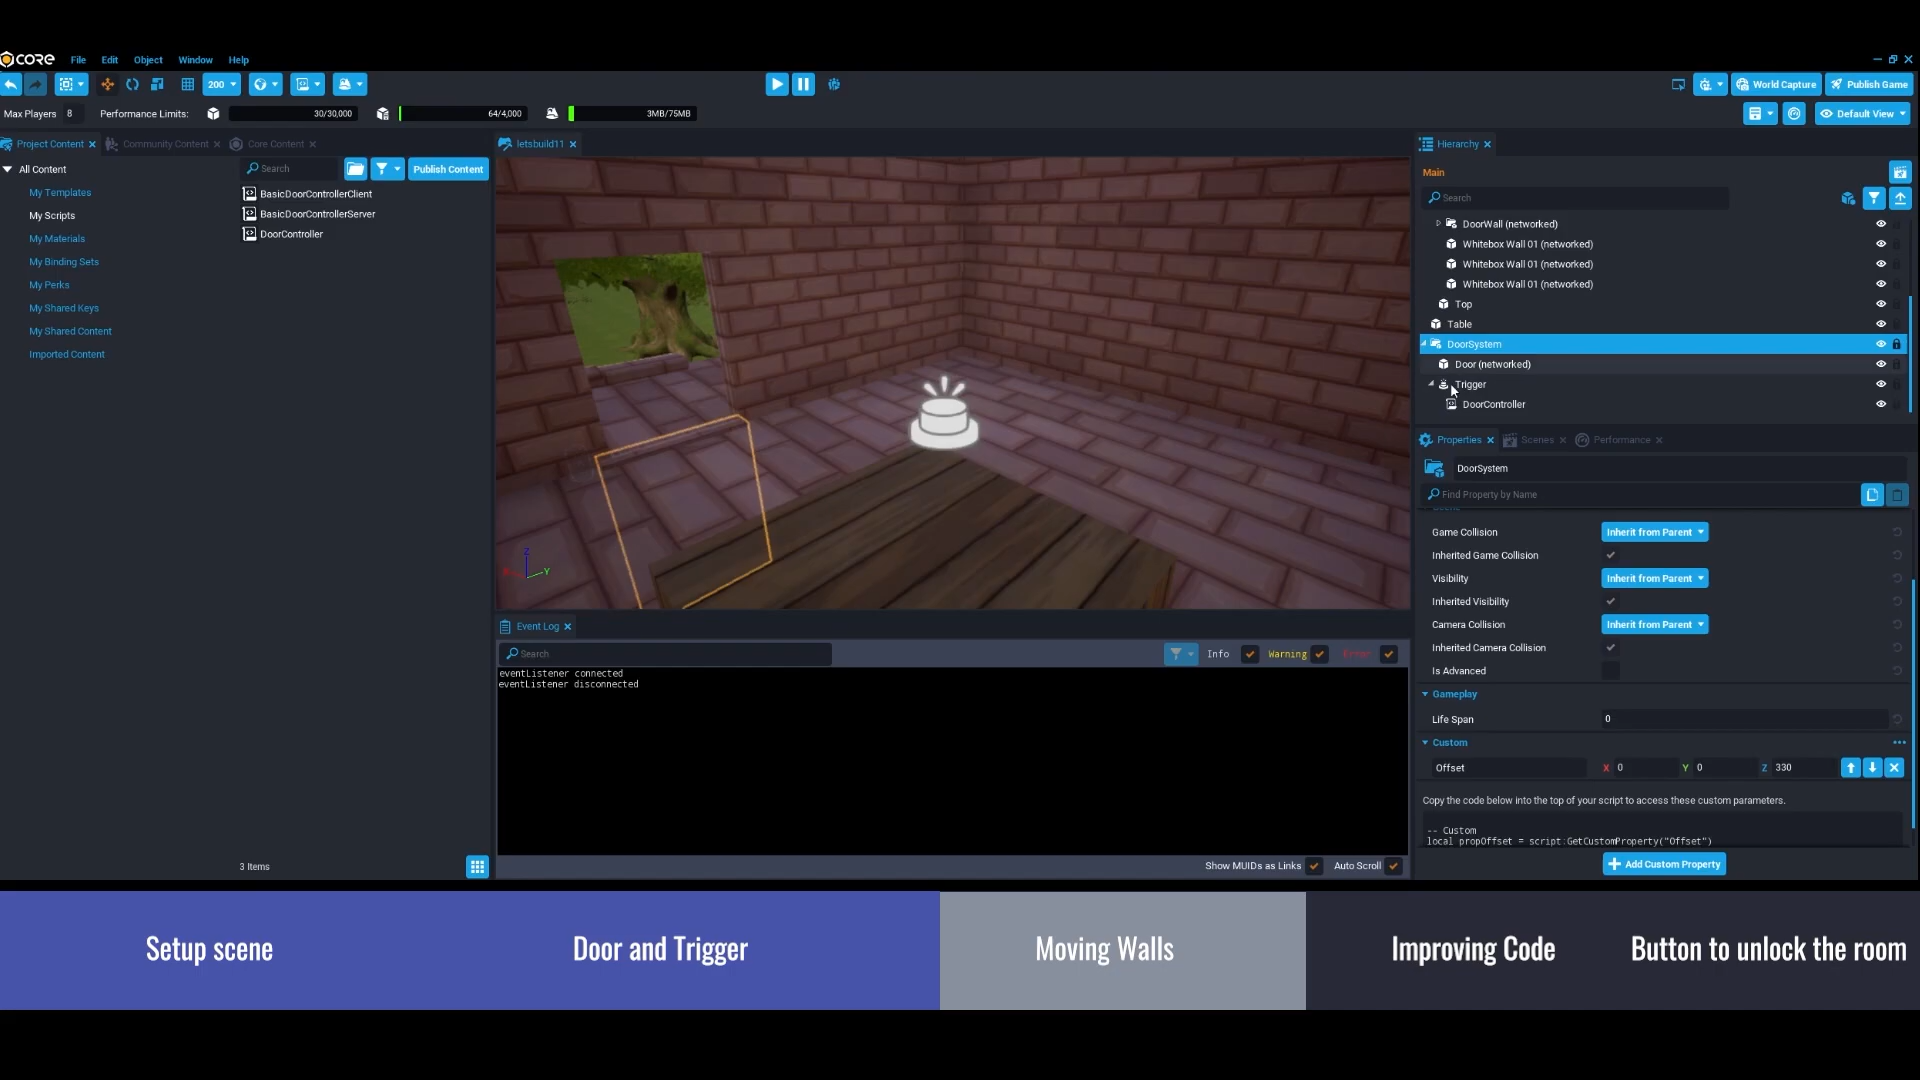 CORE File Edit Object Window Help
200 World Capture Publish Game
Max Players 8 Performance Limits: 30/30,000 64/4,000 3MB/75MB Default View
Project Content Community Content Core Content letsbuild11 Hierarchy
All Content Search Publish Content
My Templates
My Scripts
My Materials
My Binding Sets
My Perks
My Shared Keys
My Shared Content
Imported Content
BasicDoorControllerClient
BasicDoorControllerServer
DoorController
3 Items
Z
Y
Event Log
Search Info Warning Error
eventListener connected
eventListener disconnected
Show MUIDs as Links Auto Scroll
Main
Search
DoorWall (networked)
Whitebox Wall 01 (networked)
Whitebox Wall 01 (networked)
Whitebox Wall 01 (networked)
Top
Table
DoorSystem
Door (networked)
Trigger
DoorController
Properties Scenes Performance
DoorSystem
Find Property by Name
Scene
Game Collision Inherit from Parent
Inherited Game Collision
Visibility Inherit from Parent
Inherited Visibility
Camera Collision Inherit from Parent
Inherited Camera Collision
Is Advanced
Gameplay
Life Span 0
Custom
Offset X 0 Y 0 Z 330
Copy the code below into the top of your script to access these custom parameters.
-- Custom
local propOffset = script:GetCustomProperty("Offset")
Add Custom Property
Setup scene Door and Trigger Moving Walls Improving Code Button to unlock the room